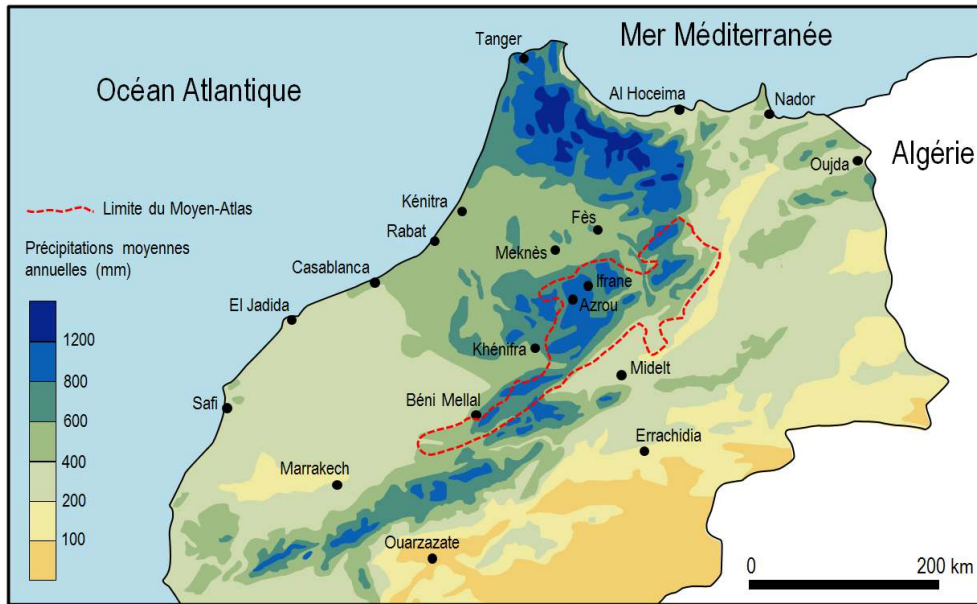 Océan Atlantique
Mer Méditerranée
Algérie
Tanger
Al Hoceima
Nador
Oujda
Kénitra
Rabat
Fès
Meknès
Casablanca
Ifrane
Azrou
El Jadida
Khénifra
Midelt
Safi
Béni Mellal
Errachidia
Marrakech
Ouarzazate
Limite du Moyen-Atlas
Précipitations moyennes
annuelles (mm)
1200
800
600
400
200
100
0 200 km